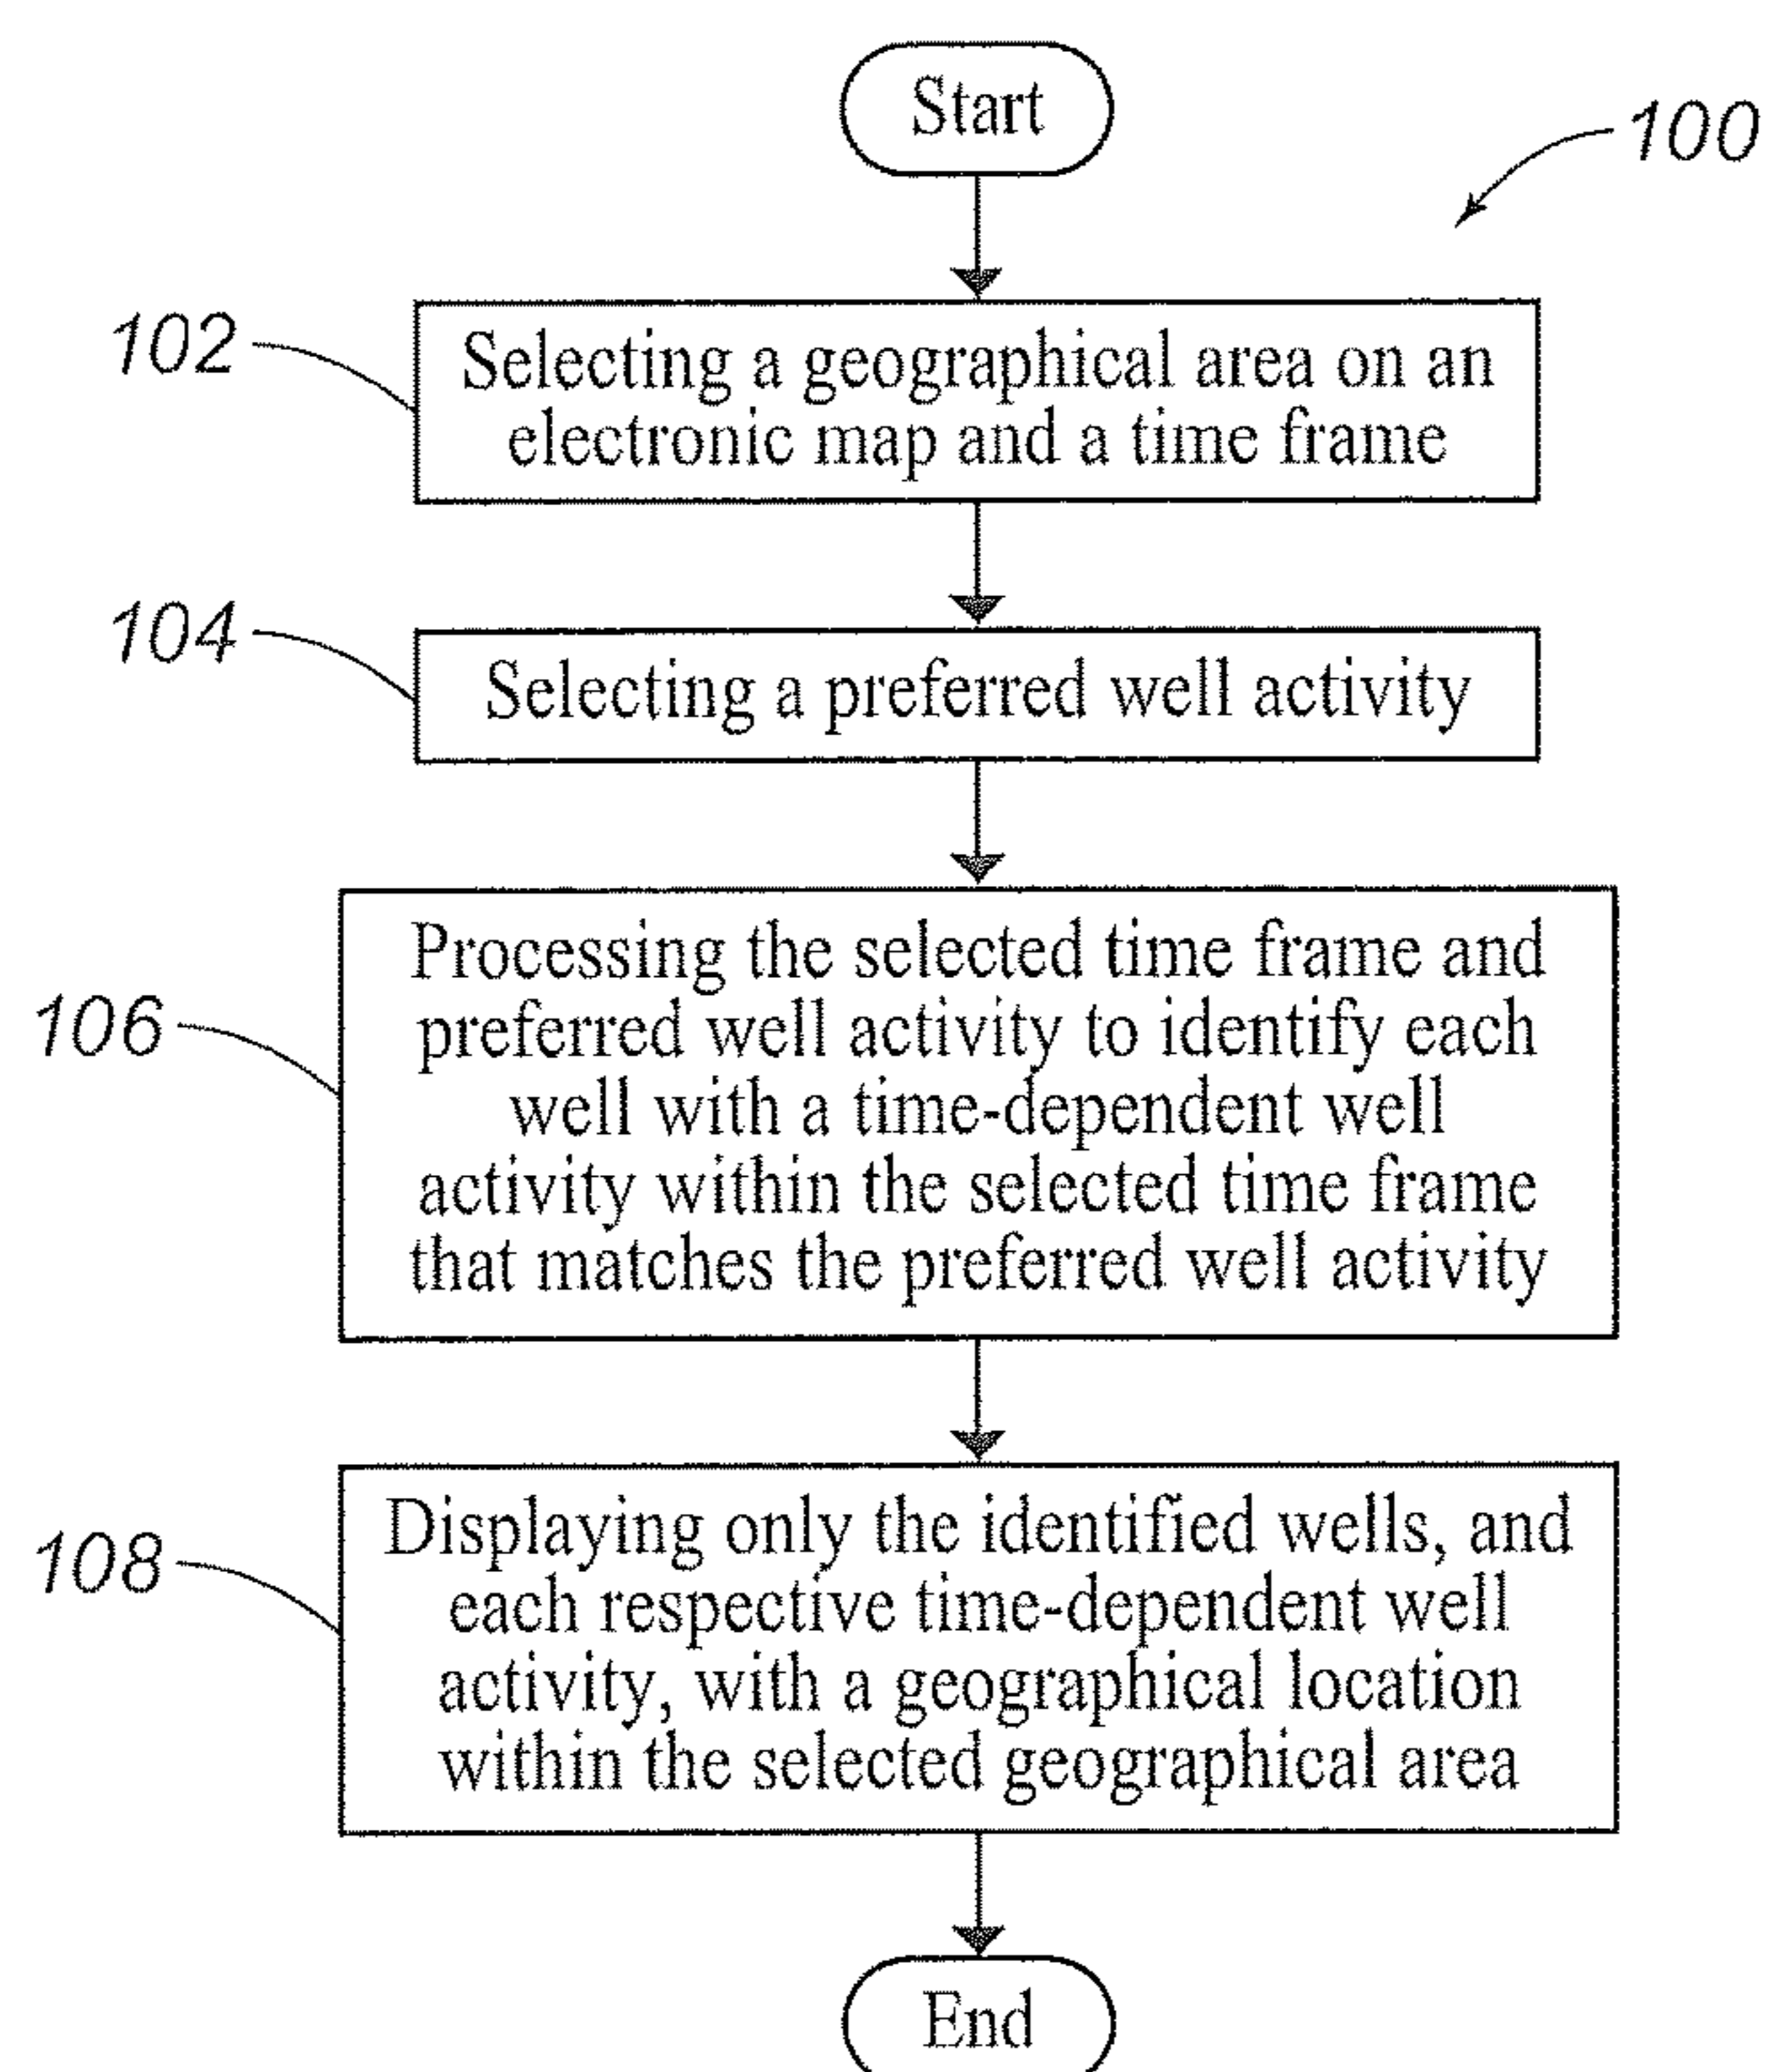 Start
100
102
Selecting a geographical area on an
electronic map and a time frame
104
Selecting a preferred well activity
106
Processing the selected time frame and
preferred well activity to identify each
well with a time-dependent well
activity within the selected time frame
that matches the preferred well activity
108
Displaying only the identified wells, and
each respective time-dependent well
activity, with a geographical location
within the selected geographical area
End